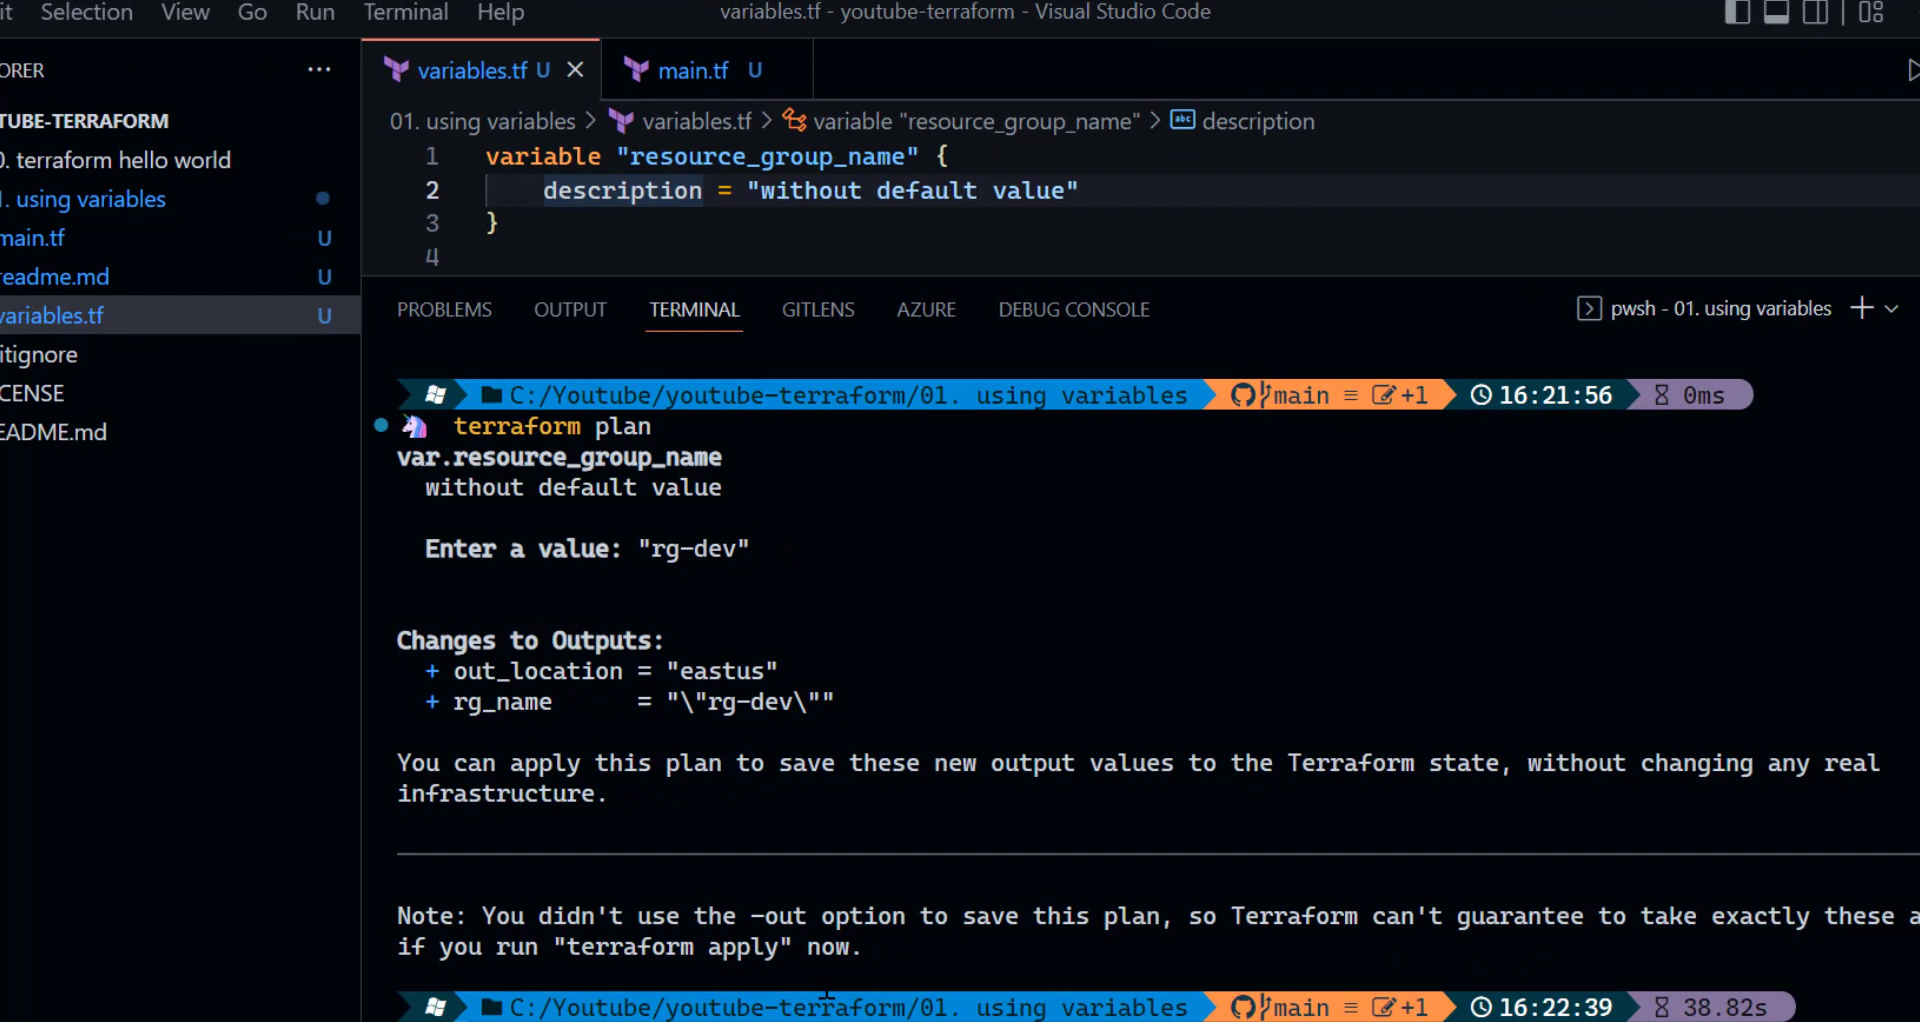 it Selection View Go Run Terminal Help variables.tf - youtube-terraform - Visual Studio Code
ORER ...
TUBE-TERRAFORM
0. terraform hello world
1. using variables
main.tf U
readme.md U
variables.tf U
itignore
CENSE
EADME.md
variables.tf U main.tf U
01. using variables > variables.tf > variable "resource_group_name" > abc description
1 variable "resource_group_name" {
2 description = "without default value"
3 }
4
PROBLEMS OUTPUT TERMINAL GITLENS AZURE DEBUG CONSOLE pwsh - 01. using variables
C:/Youtube/youtube-terraform/01. using variables main ≡ +1 16:21:56 0ms
terraform plan
var.resource_group_name
without default value
Enter a value: "rg-dev"
Changes to Outputs:
+ out_location = "eastus"
+ rg_name = "\"rg-dev\""
You can apply this plan to save these new output values to the Terraform state, without changing any real
infrastructure.
Note: You didn't use the -out option to save this plan, so Terraform can't guarantee to take exactly these a
if you run "terraform apply" now.
C:/Youtube/youtube-terraform/01. using variables main ≡ +1 16:22:39 38.82s